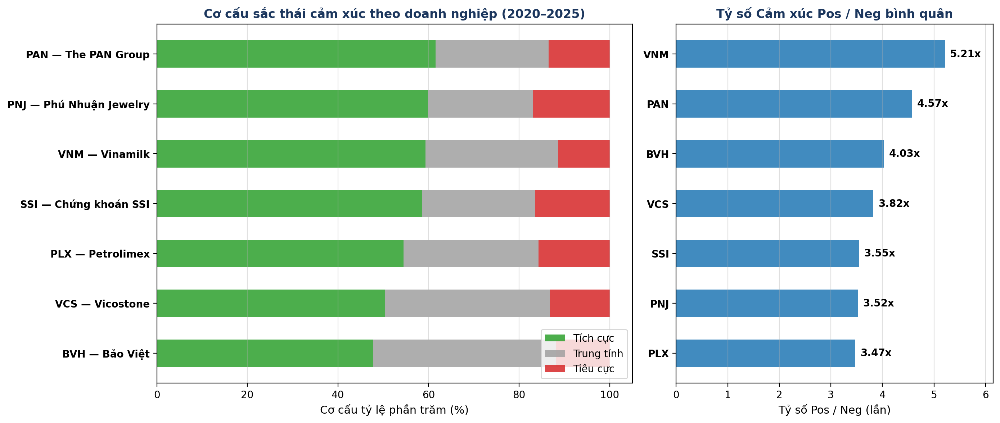 Cơ cấu sắc thái cảm xúc theo doanh nghiệp (2020–2025)
PAN — The PAN Group
PNJ — Phú Nhuận Jewelry
VNM — Vinamilk
SSI — Chứng khoán SSI
PLX — Petrolimex
VCS — Vicostone
BVH — Bảo Việt
Tích cực
Trung tính
Tiêu cực
0 20 40 60 80 100
Cơ cấu tỷ lệ phần trăm (%)
Tỷ số Cảm xúc Pos / Neg bình quân
VNM 5.21x
PAN 4.57x
BVH 4.03x
VCS 3.82x
SSI 3.55x
PNJ 3.52x
PLX 3.47x
0 1 2 3 4 5 6
Tỷ số Pos / Neg (lần)